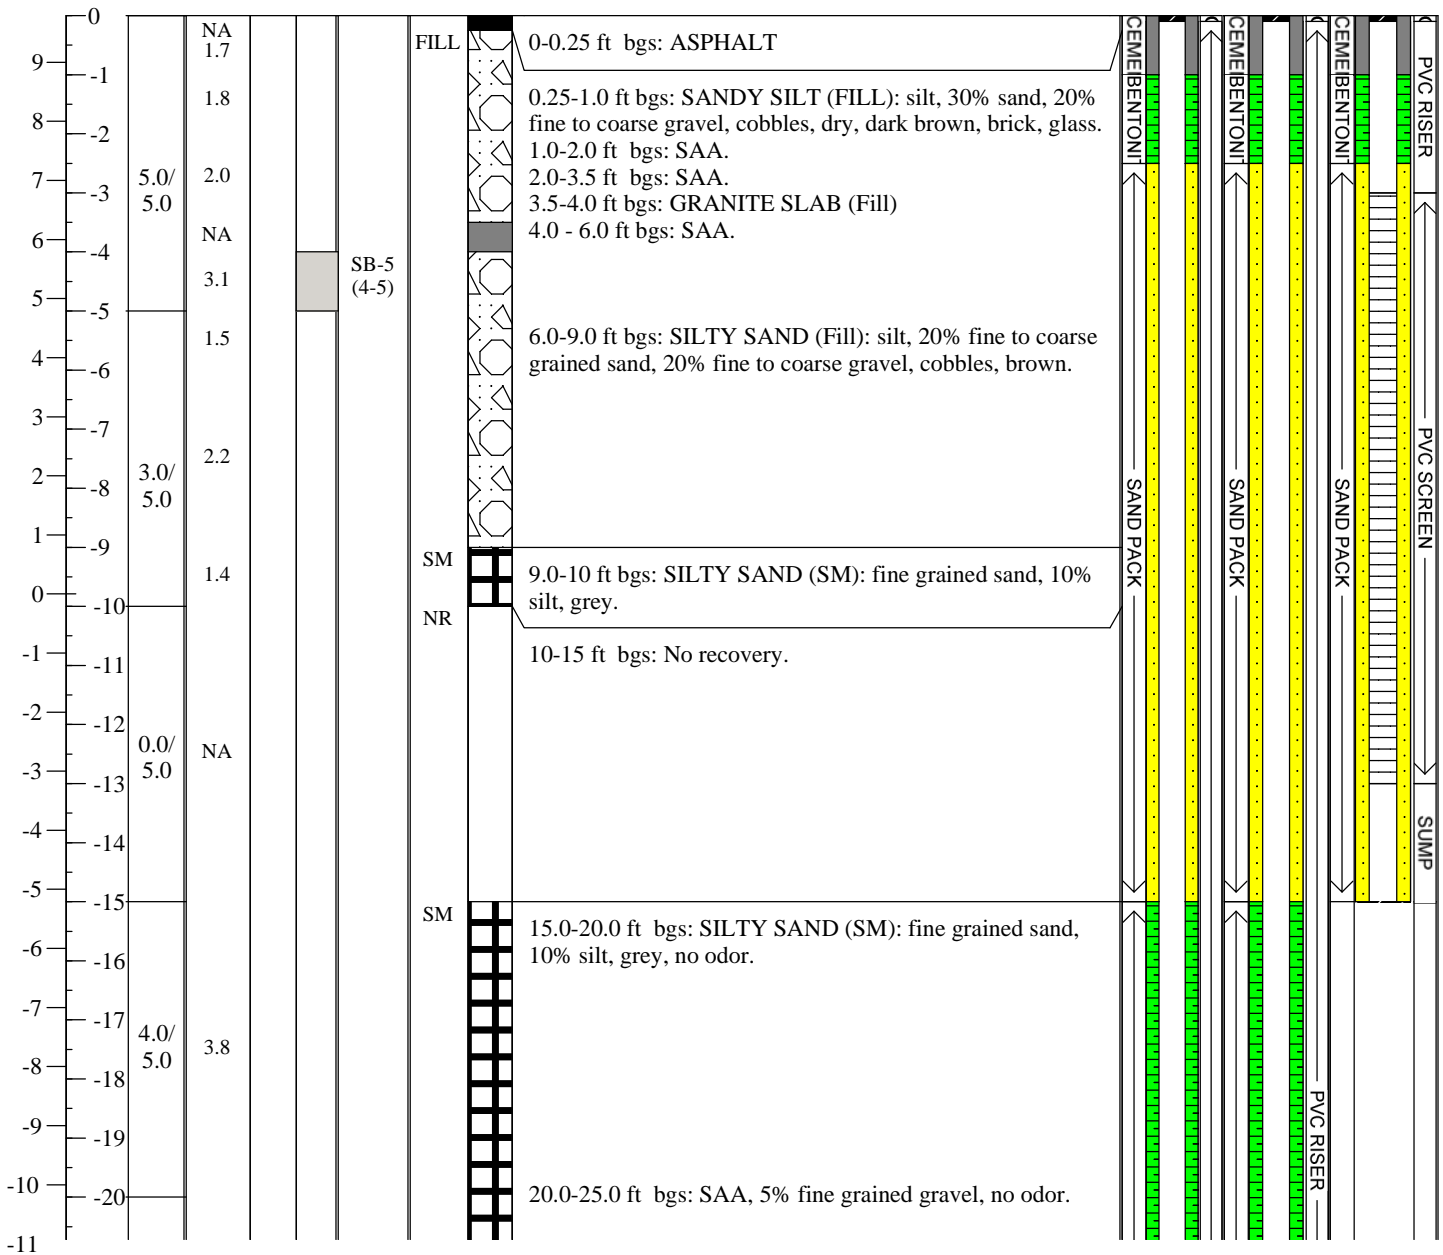 0
9
-1
8
-2
7
-3
6
-4
5
-5
4
-6
3
-7
2
-8
1
-9
0
-10
-1
-11
-2
-12
-3
-13
-4
-14
-5
-15
-6
-16
-7
-17
-8
-18
-9
-19
-10
-20
-11
5.0/
5.0
3.0/
5.0
0.0/
5.0
4.0/
5.0
NA
1.7
1.8
2.0
NA
3.1
1.5
2.2
1.4
NA
3.8
SB-5
(4-5)
FILL
SM
NR
SM
0-0.25 ft bgs: ASPHALT
0.25-1.0 ft bgs: SANDY SILT (FILL): silt, 30% sand, 20%
fine to coarse gravel, cobbles, dry, dark brown, brick, glass.
1.0-2.0 ft bgs: SAA.
2.0-3.5 ft bgs: SAA.
3.5-4.0 ft bgs: GRANITE SLAB (Fill)
4.0 - 6.0 ft bgs: SAA.
6.0-9.0 ft bgs: SILTY SAND (Fill): silt, 20% fine to coarse
grained sand, 20% fine to coarse gravel, cobbles, brown.
9.0-10 ft bgs: SILTY SAND (SM): fine grained sand, 10%
silt, grey.
10-15 ft bgs: No recovery.
15.0-20.0 ft bgs: SILTY SAND (SM): fine grained sand,
10% silt, grey, no odor.
20.0-25.0 ft bgs: SAA, 5% fine grained gravel, no odor.
CEME
BENTONI
SAND PACK
CEME
BENTONI
SAND PACK
PVC RISER
CEME
BENTONI
SAND PACK
PVC RISER
PVC SCREEN
SUMP